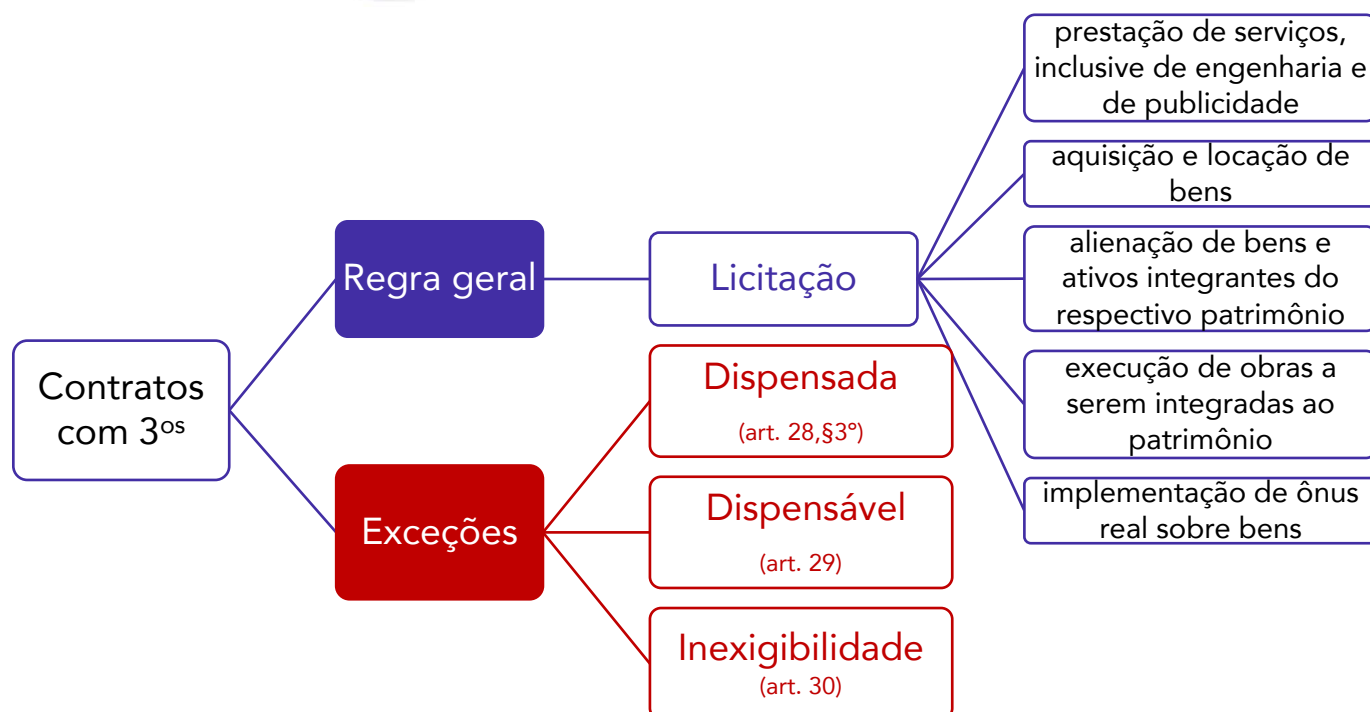 Contratos
com 3ºs
Regra geral
Licitação
prestação de serviços,
inclusive de engenharia e
de publicidade
aquisição e locação de
bens
alienação de bens e
ativos integrantes do
respectivo patrimônio
execução de obras a
serem integradas ao
patrimônio
implementação de ônus
real sobre bens
Exceções
Dispensada
(art. 28,§3º)
Dispensável
(art. 29)
Inexigibilidade
(art. 30)